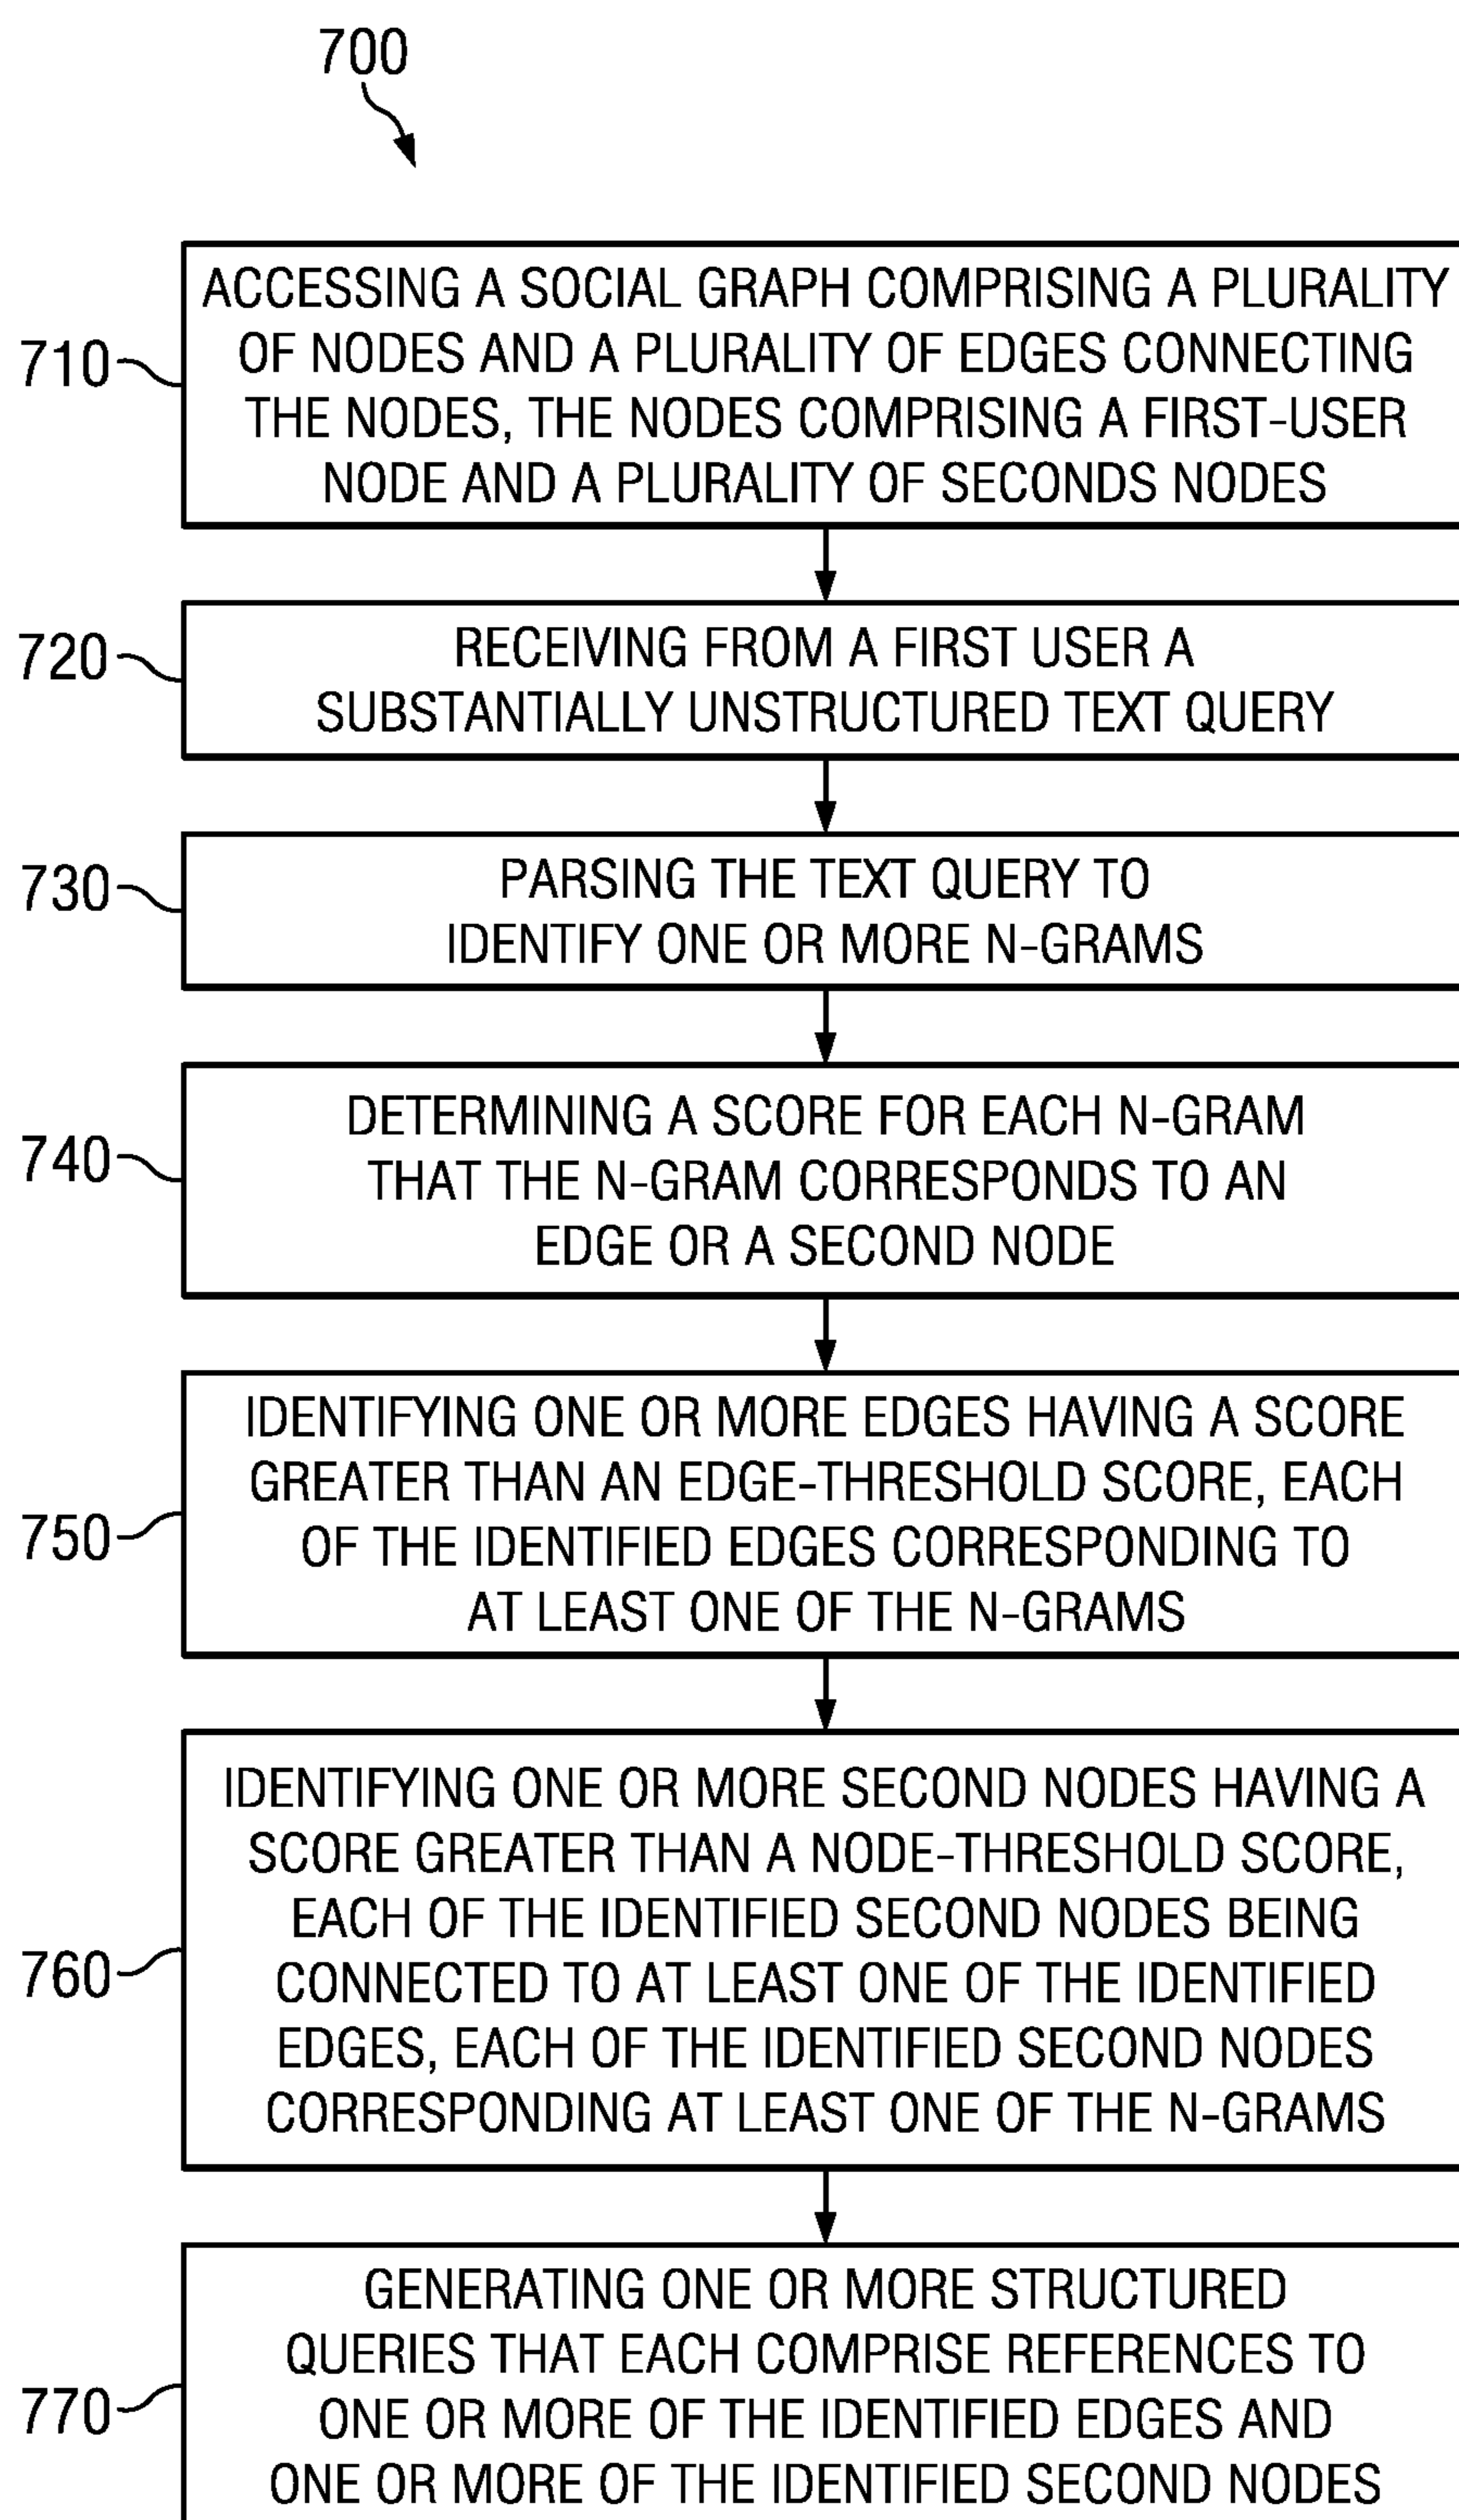 700
710
ACCESSING A SOCIAL GRAPH COMPRISING A PLURALITY
OF NODES AND A PLURALITY OF EDGES CONNECTING
THE NODES, THE NODES COMPRISING A FIRST-USER
NODE AND A PLURALITY OF SECONDS NODES
720
RECEIVING FROM A FIRST USER A
SUBSTANTIALLY UNSTRUCTURED TEXT QUERY
730
PARSING THE TEXT QUERY TO
IDENTIFY ONE OR MORE N-GRAMS
740
DETERMINING A SCORE FOR EACH N-GRAM
THAT THE N-GRAM CORRESPONDS TO AN
EDGE OR A SECOND NODE
750
IDENTIFYING ONE OR MORE EDGES HAVING A SCORE
GREATER THAN AN EDGE-THRESHOLD SCORE, EACH
OF THE IDENTIFIED EDGES CORRESPONDING TO
AT LEAST ONE OF THE N-GRAMS
760
IDENTIFYING ONE OR MORE SECOND NODES HAVING A
SCORE GREATER THAN A NODE-THRESHOLD SCORE,
EACH OF THE IDENTIFIED SECOND NODES BEING
CONNECTED TO AT LEAST ONE OF THE IDENTIFIED
EDGES, EACH OF THE IDENTIFIED SECOND NODES
CORRESPONDING AT LEAST ONE OF THE N-GRAMS
770
GENERATING ONE OR MORE STRUCTURED
QUERIES THAT EACH COMPRISE REFERENCES TO
ONE OR MORE OF THE IDENTIFIED EDGES AND
ONE OR MORE OF THE IDENTIFIED SECOND NODES